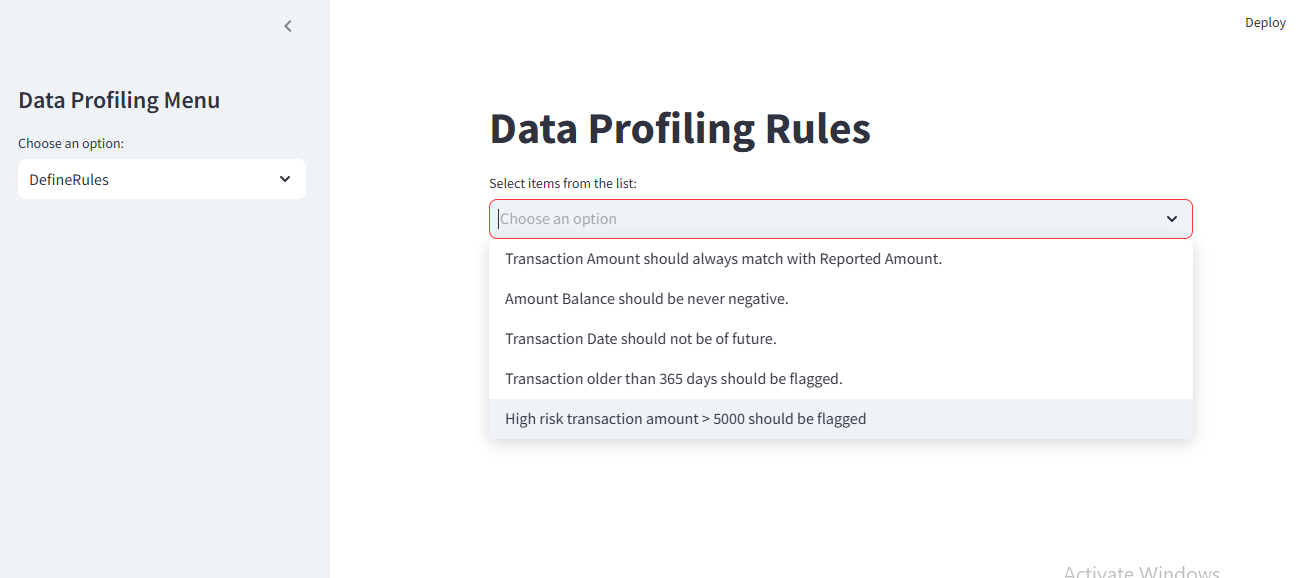 Deploy
Data Profiling Menu
Choose an option:
DefineRules
Data Profiling Rules
Select items from the list:
Choose an option
Transaction Amount should always match with Reported Amount.
Amount Balance should be never negative.
Transaction Date should not be of future.
Transaction older than 365 days should be flagged.
High risk transaction amount > 5000 should be flagged
Activate Windows